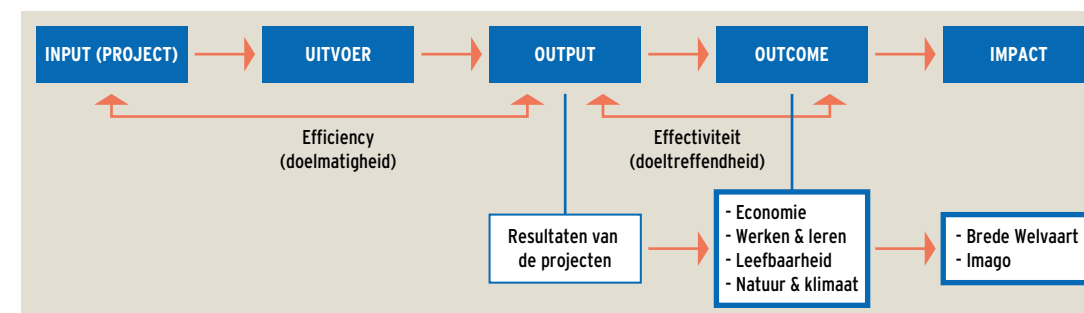 INPUT (PROJECT)
UITVOER
OUTPUT
OUTCOME
IMPACT
Efficiency
(doelmatigheid)
Effectiviteit
(doeltreffendheid)
Resultaten van
de projecten
- Economie
- Werken & leren
- Leefbaarheid
- Natuur & klimaat
- Brede Welvaart
- Imago